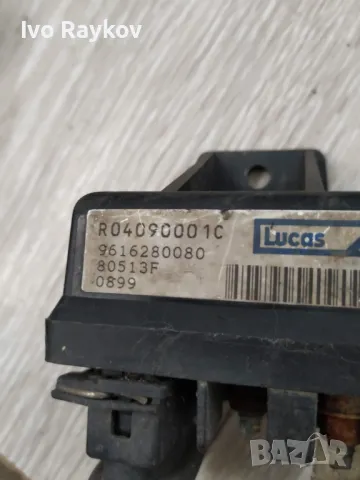 Ivo Raykov
R04090001C
9616280080
80513F
0899
Lucas
BAZAR